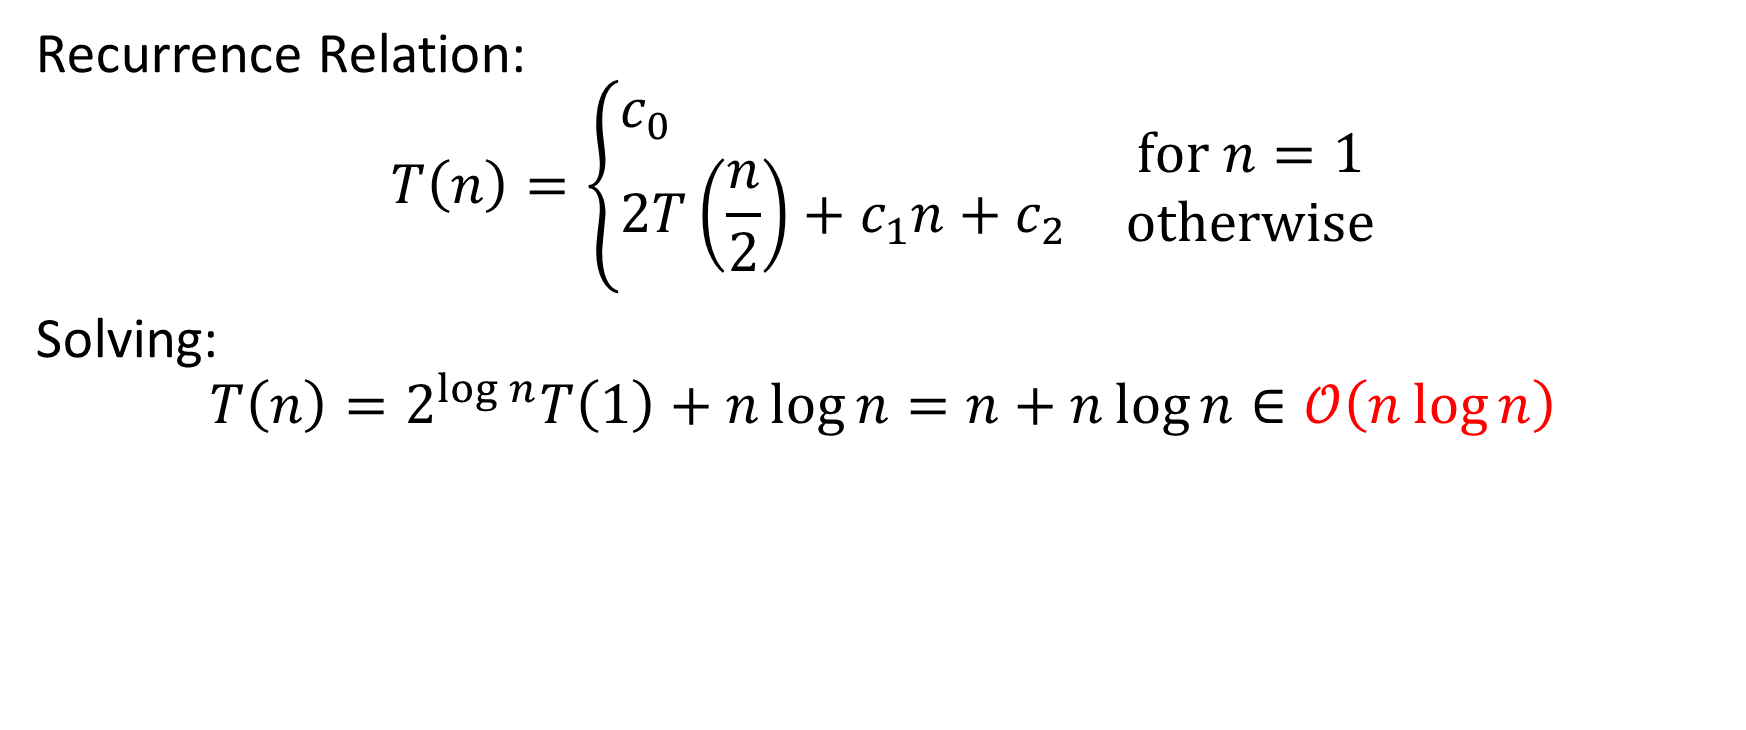 Recurrence Relation:
T(n) = { c₀ for n = 1
2T(n/2) + c₁n + c₂ otherwise
Solving:
T(n) = 2^{log n}T(1) + n log n = n + n log n ∈ 𝒪(n log n)